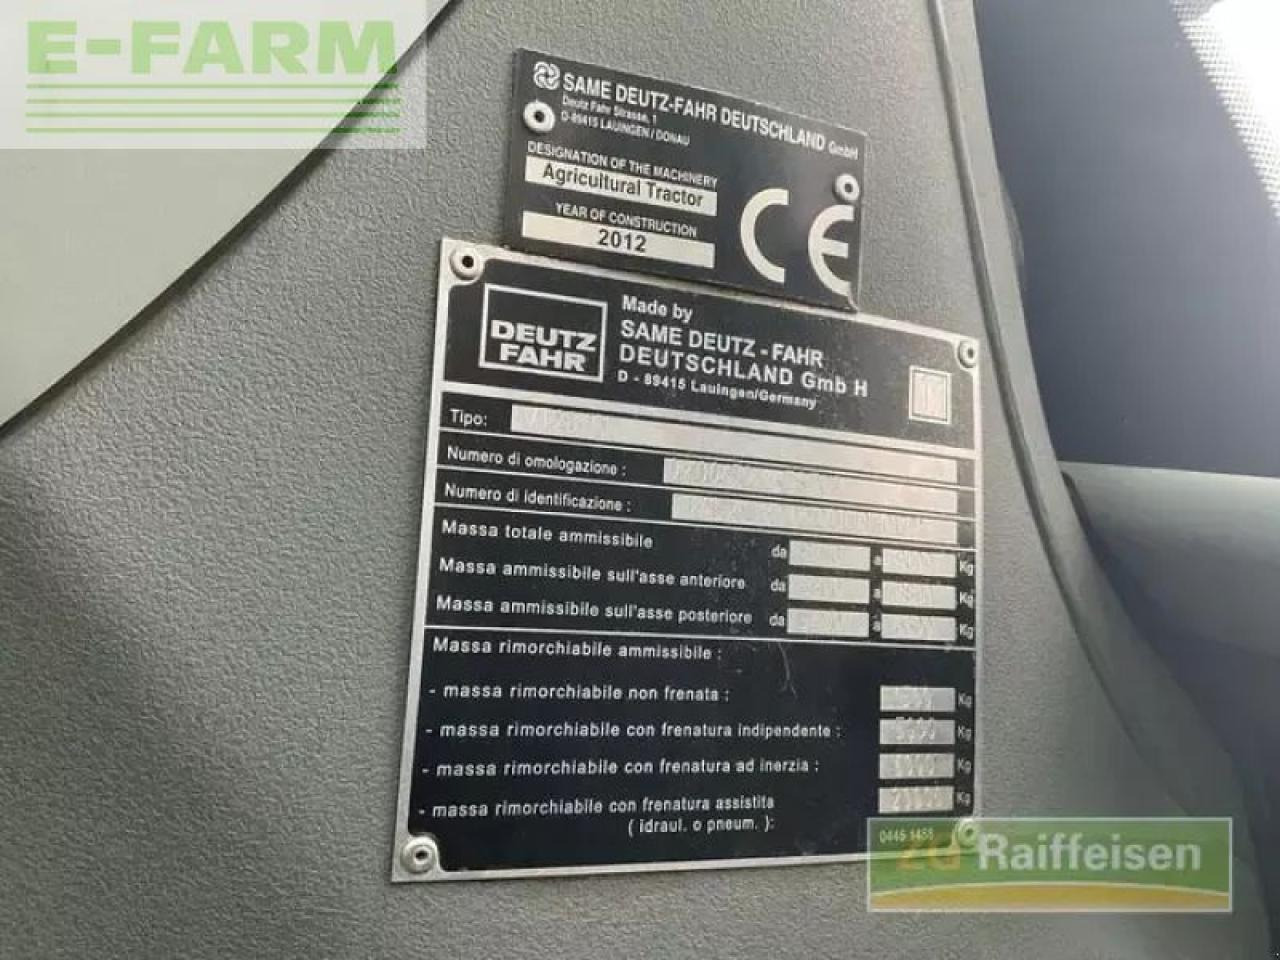 E-FARM
SAME DEUTZ-FAHR DEUTSCHLAND GmbH
Deutz Fahr Strasse, 1
D-89415 LAUINGEN / DONAU
DESIGNATION OF THE MACHINERY
Agricultural Tractor
YEAR OF CONSTRUCTION
2012
CE
DEUTZ
FAHR
Made by
SAME DEUTZ - FAHR
DEUTSCHLAND Gmb H
D - 89415 Lauingen/Germany
Tipo:
Numero di omologazione :
Numero di identificazione :
Massa totale ammissibile da a Kg
Massa ammissibile sull'asse anteriore da a Kg
Massa ammissibile sull'asse posteriore da a Kg
Massa rimorchiabile ammissibile :
- massa rimorchiabile non frenata : Kg
- massa rimorchiabile con frenatura indipendente : Kg
- massa rimorchiabile con frenatura ad inerzia : Kg
- massa rimorchiabile con frenatura assistita Kg
( idraul. o pneum. ):
ZG Raiffeisen